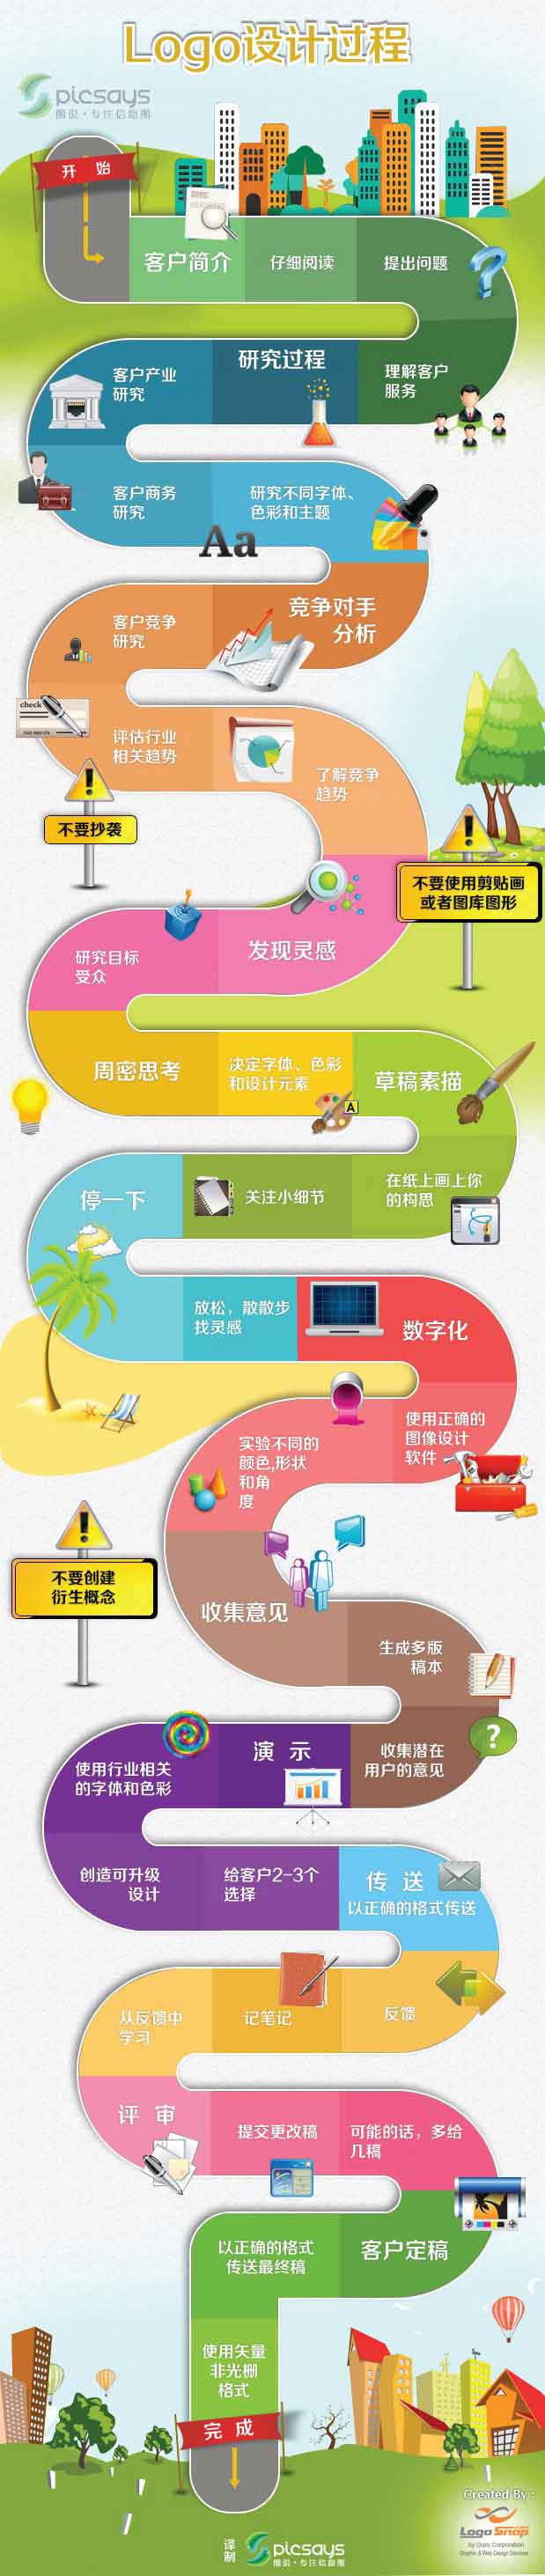 Logo设计过程
picsays
图说·专注信息图
开 始
客户简介
仔细阅读
提出问题
理解客户
服务
研究过程
客户产业
研究
客户商务
研究
研究不同字体、
色彩和主题
Aa
竞争对手
分析
客户竞争
研究
check
评估行业
相关趋势
了解竞争
趋势
不要抄袭
不要使用剪贴画
或者图库图形
发现灵感
研究目标
受众
周密思考
决定字体、色彩
和设计元素
A
草稿素描
在纸上画上你
的构思
关注小细节
停一下
放松，散散步
找灵感
数字化
使用正确的
图像设计
软件
实验不同的
颜色,形状
和角
度
不要创建
衍生概念
收集意见
生成多版
稿本
收集潜在
用户的意见
演 示
使用行业相关
的字体和色彩
创造可升级
设计
给客户2-3个
选择
传 送
以正确的格式传送
反馈
记笔记
从反馈中
学习
评 审
提交更改稿
可能的话，多给
几稿
客户定稿
以正确的格式
传送最终稿
使用矢量
非光栅
格式
完 成
Created By :
Logo Snap
by Gunz Corporation
Graphic & Web Design Services
译制
picsays
图说·专注信息图